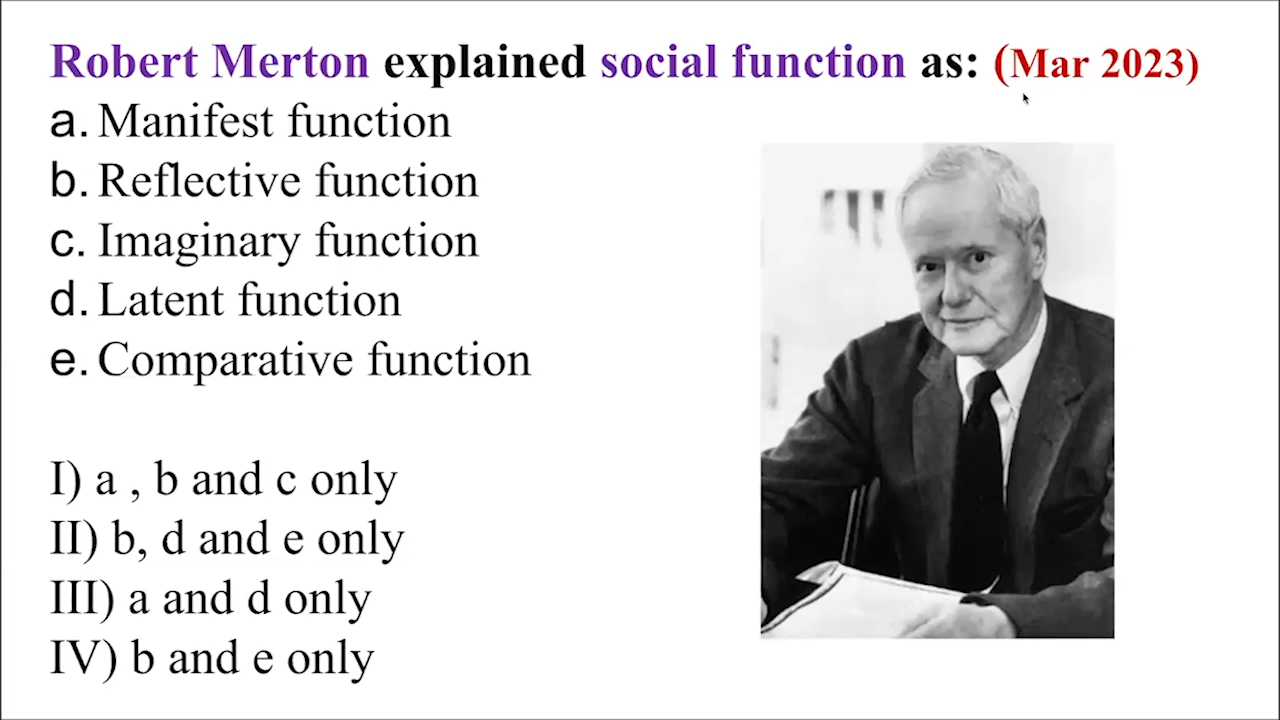 Robert Merton explained social function as: (Mar 2023)
a. Manifest function
b. Reflective function
c. Imaginary function
d. Latent function
e. Comparative function
I) a , b and c only
II) b, d and e only
III) a and d only
IV) b and e only